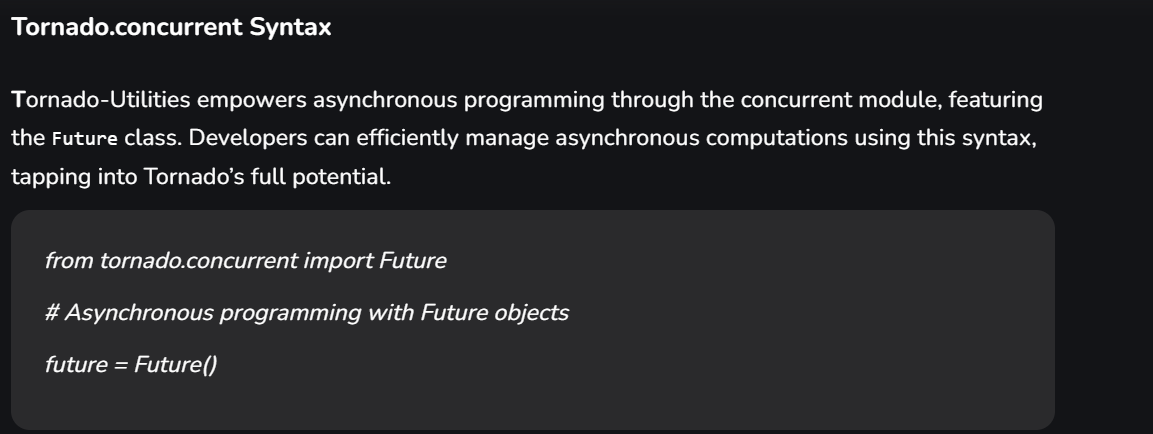 Tornado.concurrent Syntax
Tornado-Utilities empowers asynchronous programming through the concurrent module, featuring
the Future class. Developers can efficiently manage asynchronous computations using this syntax,
tapping into Tornado’s full potential.
from tornado.concurrent import Future
# Asynchronous programming with Future objects
future = Future()